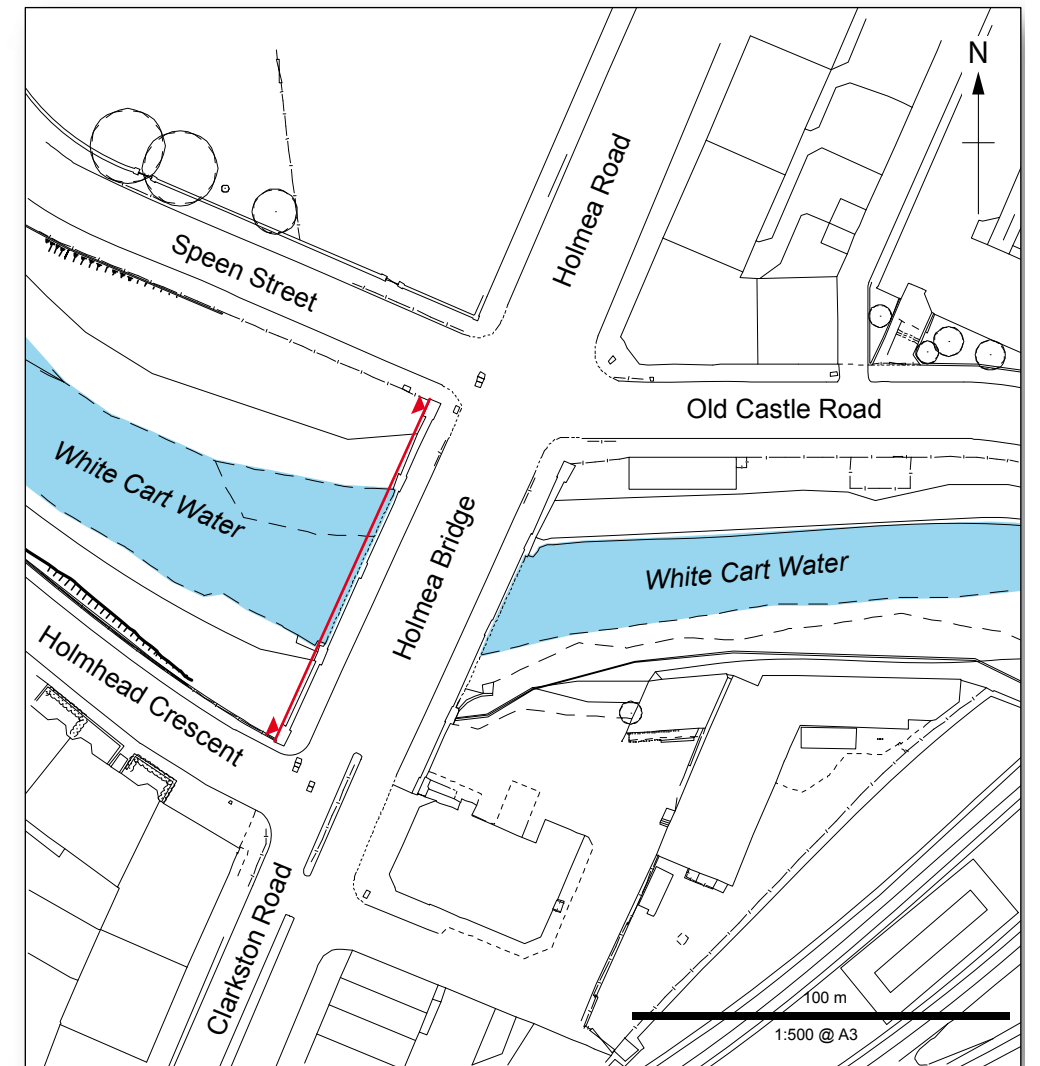 N
Holmea Road
Speen Street
Old Castle Road
White Cart Water
Holmea Bridge
White Cart Water
Holmhead Crescent
Clarkston Road
100 m
1:500 @ A3